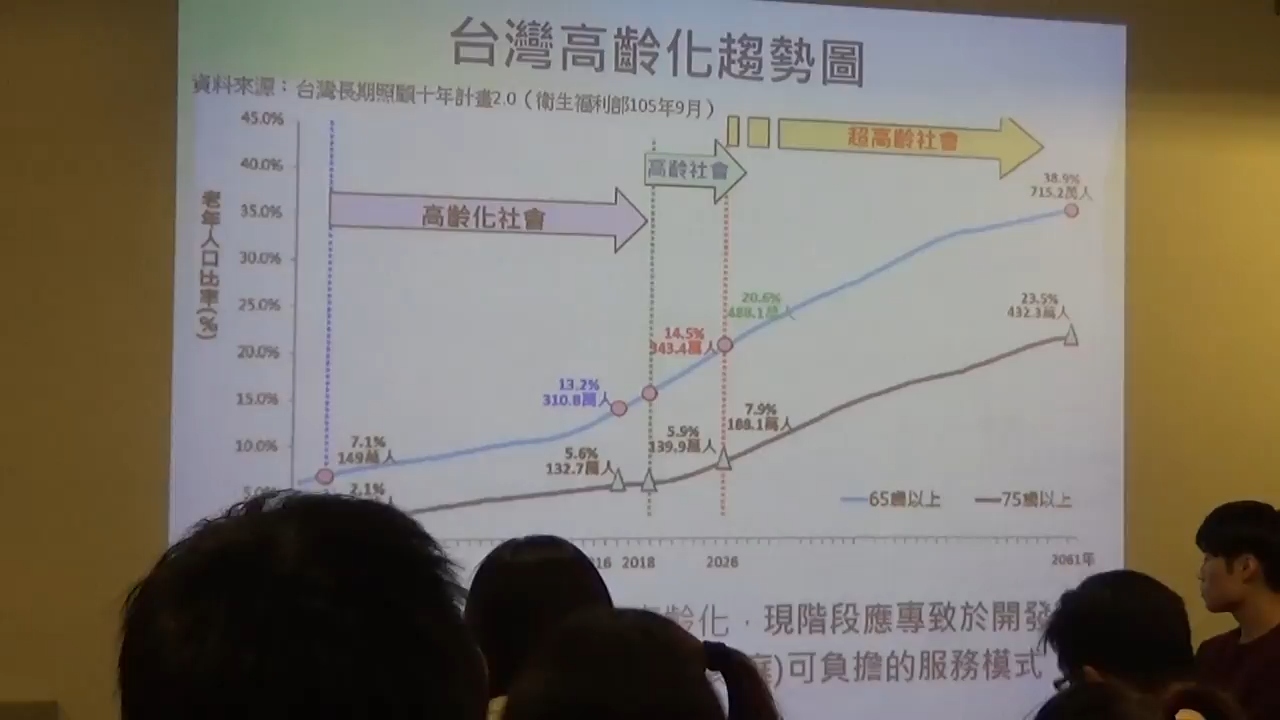 台灣高齡化趨勢圖
資料來源：台灣長期照顧十年計畫2.0（衛生福利部105年9月）
45.0%
40.0%
35.0%
30.0%
25.0%
20.0%
15.0%
10.0%
5.0%
老年人口比率(%)
高齡化社會
高齡社會
超高齡社會
38.9%
715.2萬人
20.6%
488.1萬人
14.5%
343.4萬人
13.2%
310.8萬人
7.1%
149萬人
23.5%
432.3萬人
7.9%
188.1萬人
5.9%
139.9萬人
5.6%
132.7萬人
2.1%
65歲以上
75歲以上
2018
2026
2061年
齡化，現階段應專致於開發
)可負擔的服務模式